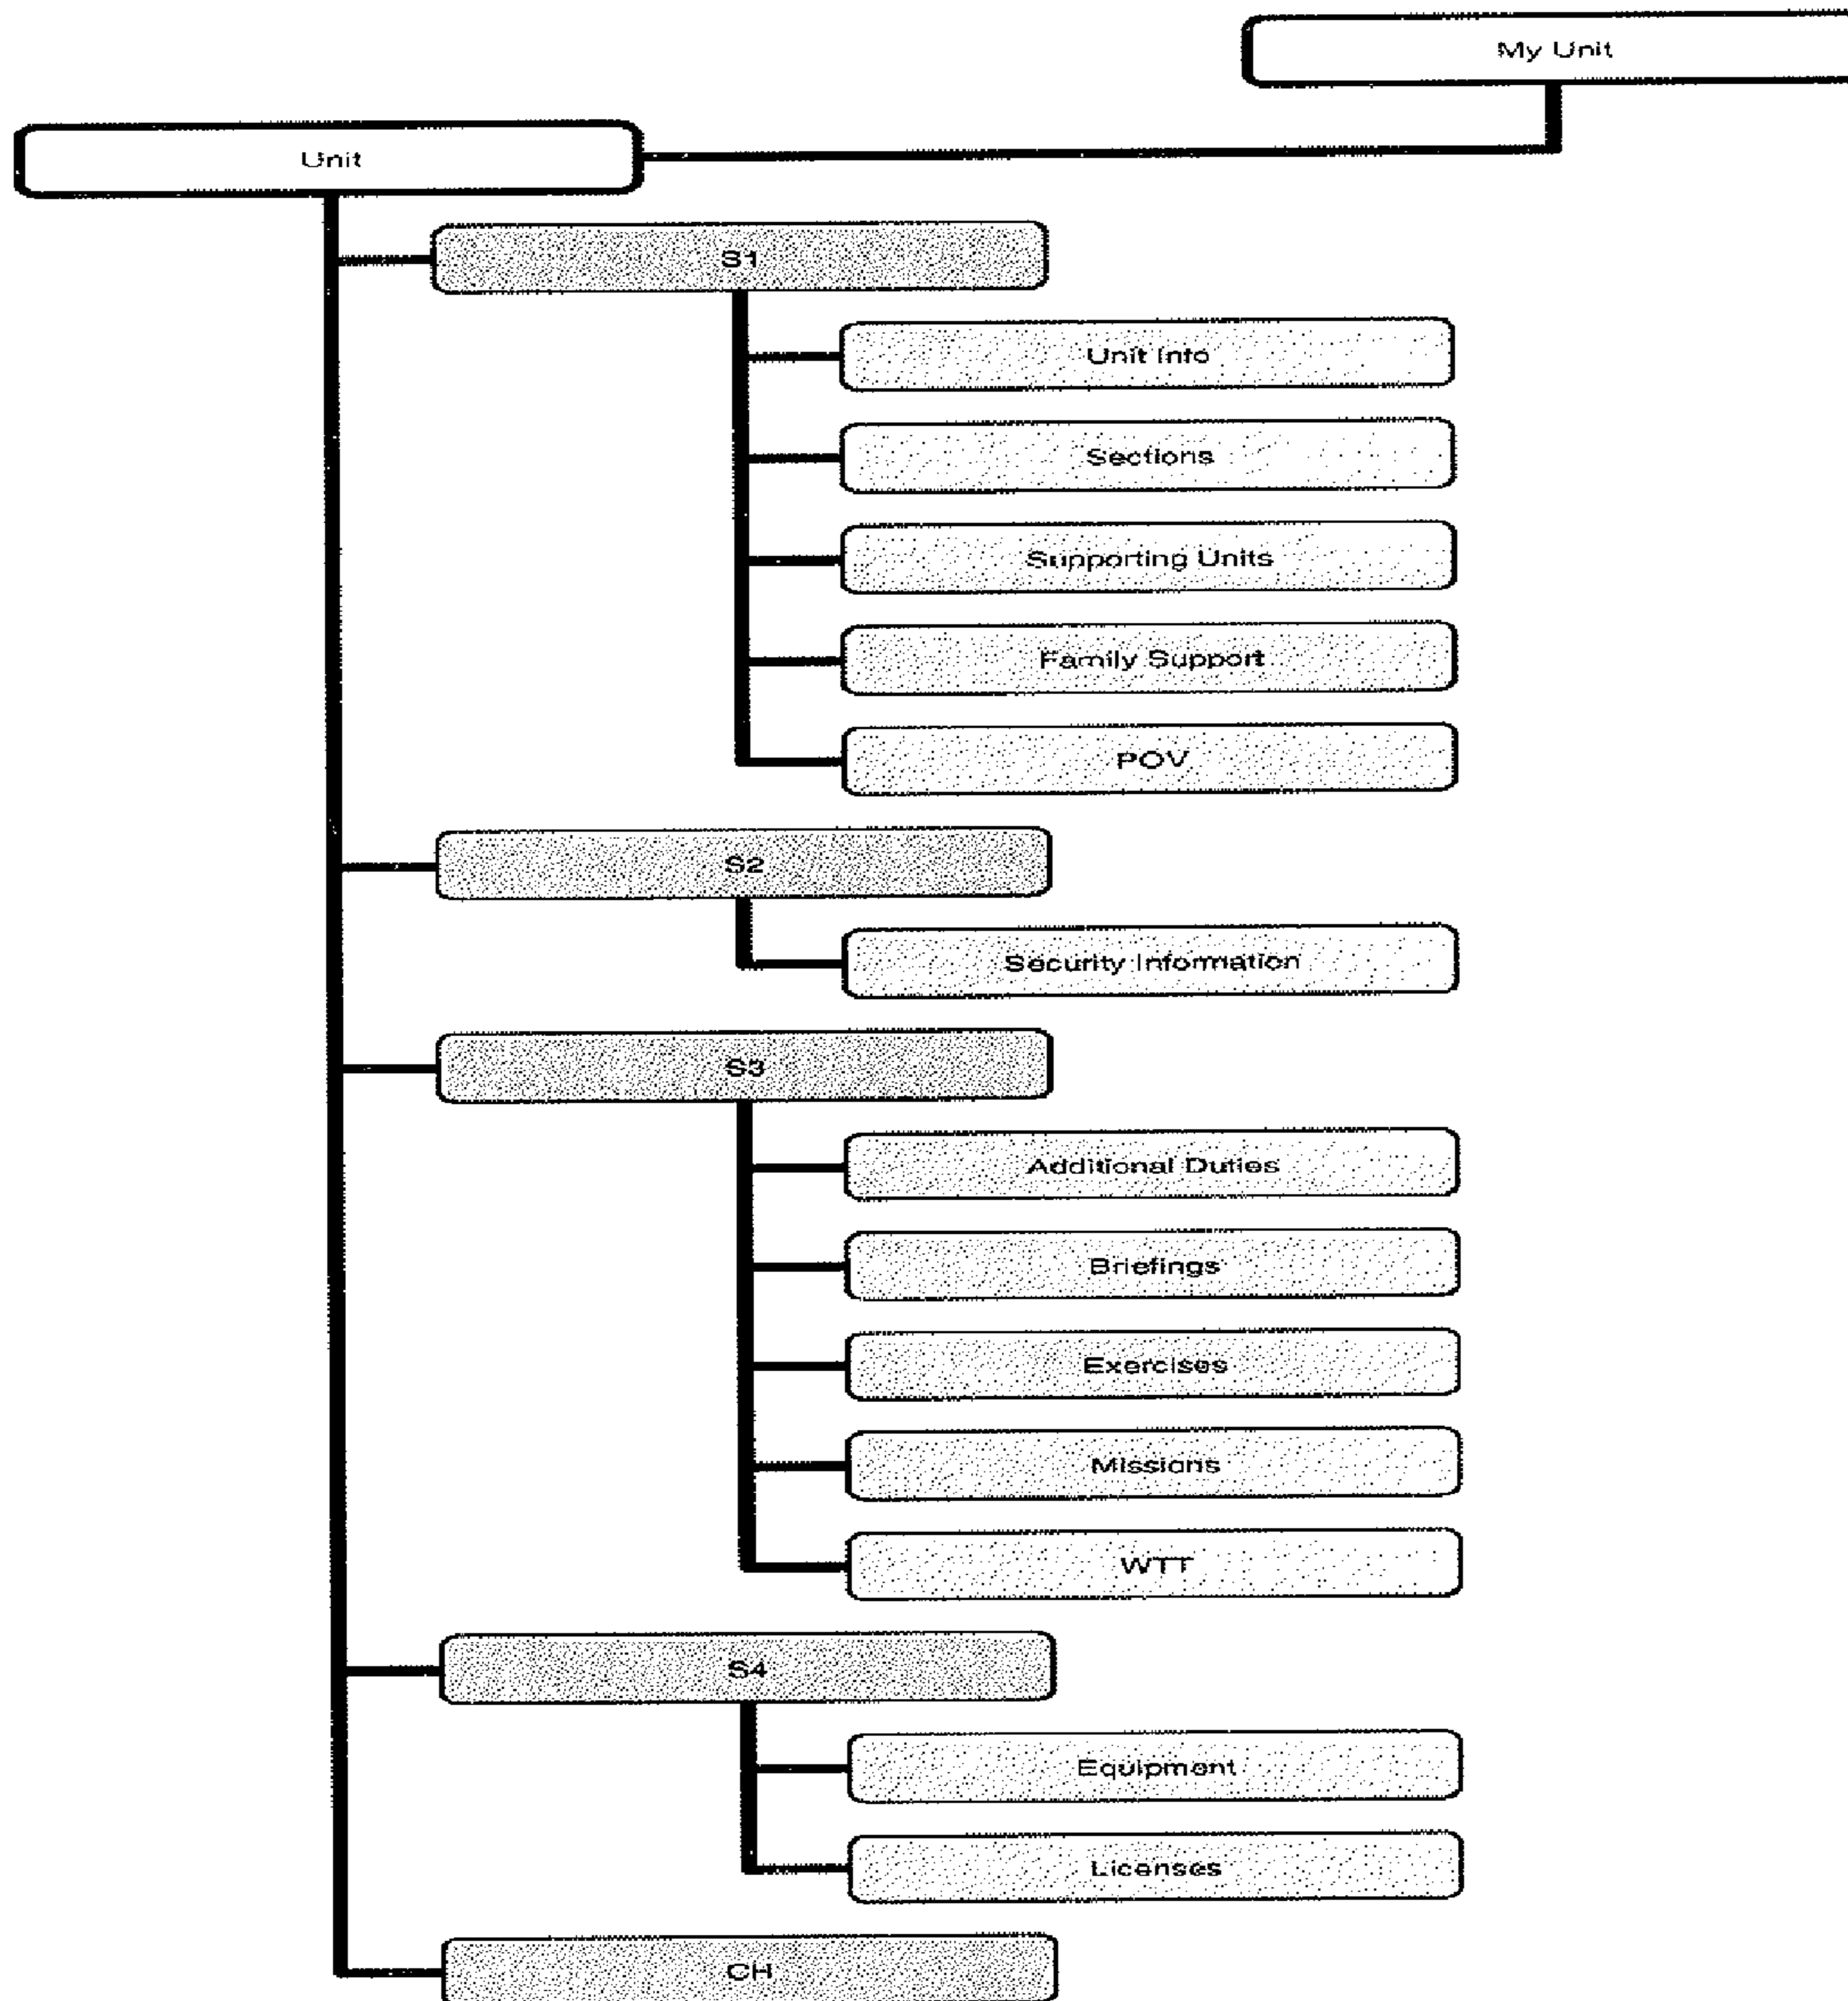 My Unit
Unit
S1
Unit Info
Sections
Supporting Units
Family Support
POV
S2
Security Information
S3
Additional Duties
Briefings
Exercises
Missions
WTT
S4
Equipment
Licenses
CH